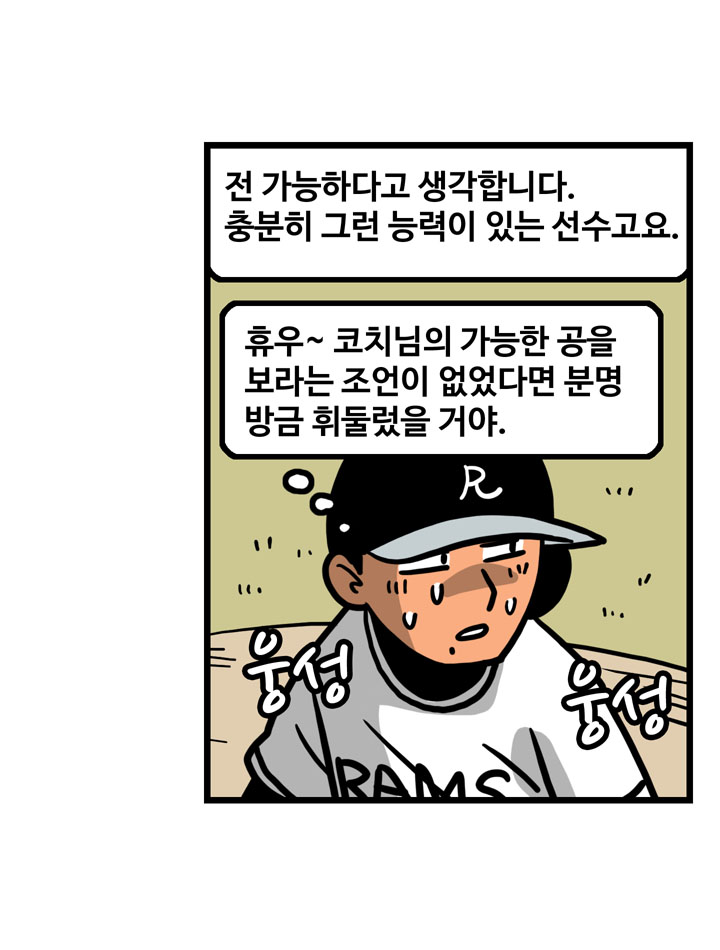 전 가능하다고 생각합니다.
충분히 그런 능력이 있는 선수고요.
휴우~ 코치님의 가능한 공을
보라는 조언이 없었다면 분명
방금 휘둘렀을 거야.
R
웅성
웅성
RAMS